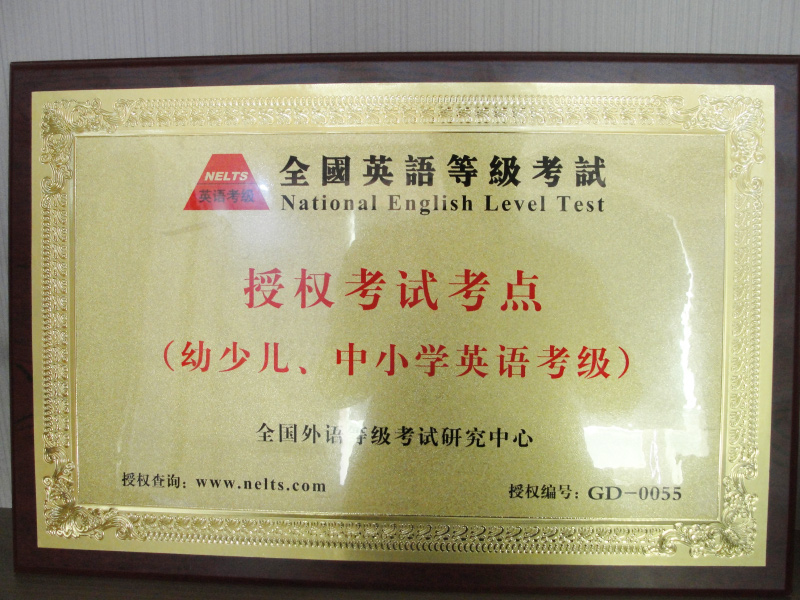 NELTS
英语考级
全國英語等級考試
National English Level Test
授权考试考点
（幼少儿、中小学英语考级）
全国外语等级考试研究中心
授权查询：www.nelts.com
授权编号：GD-0055